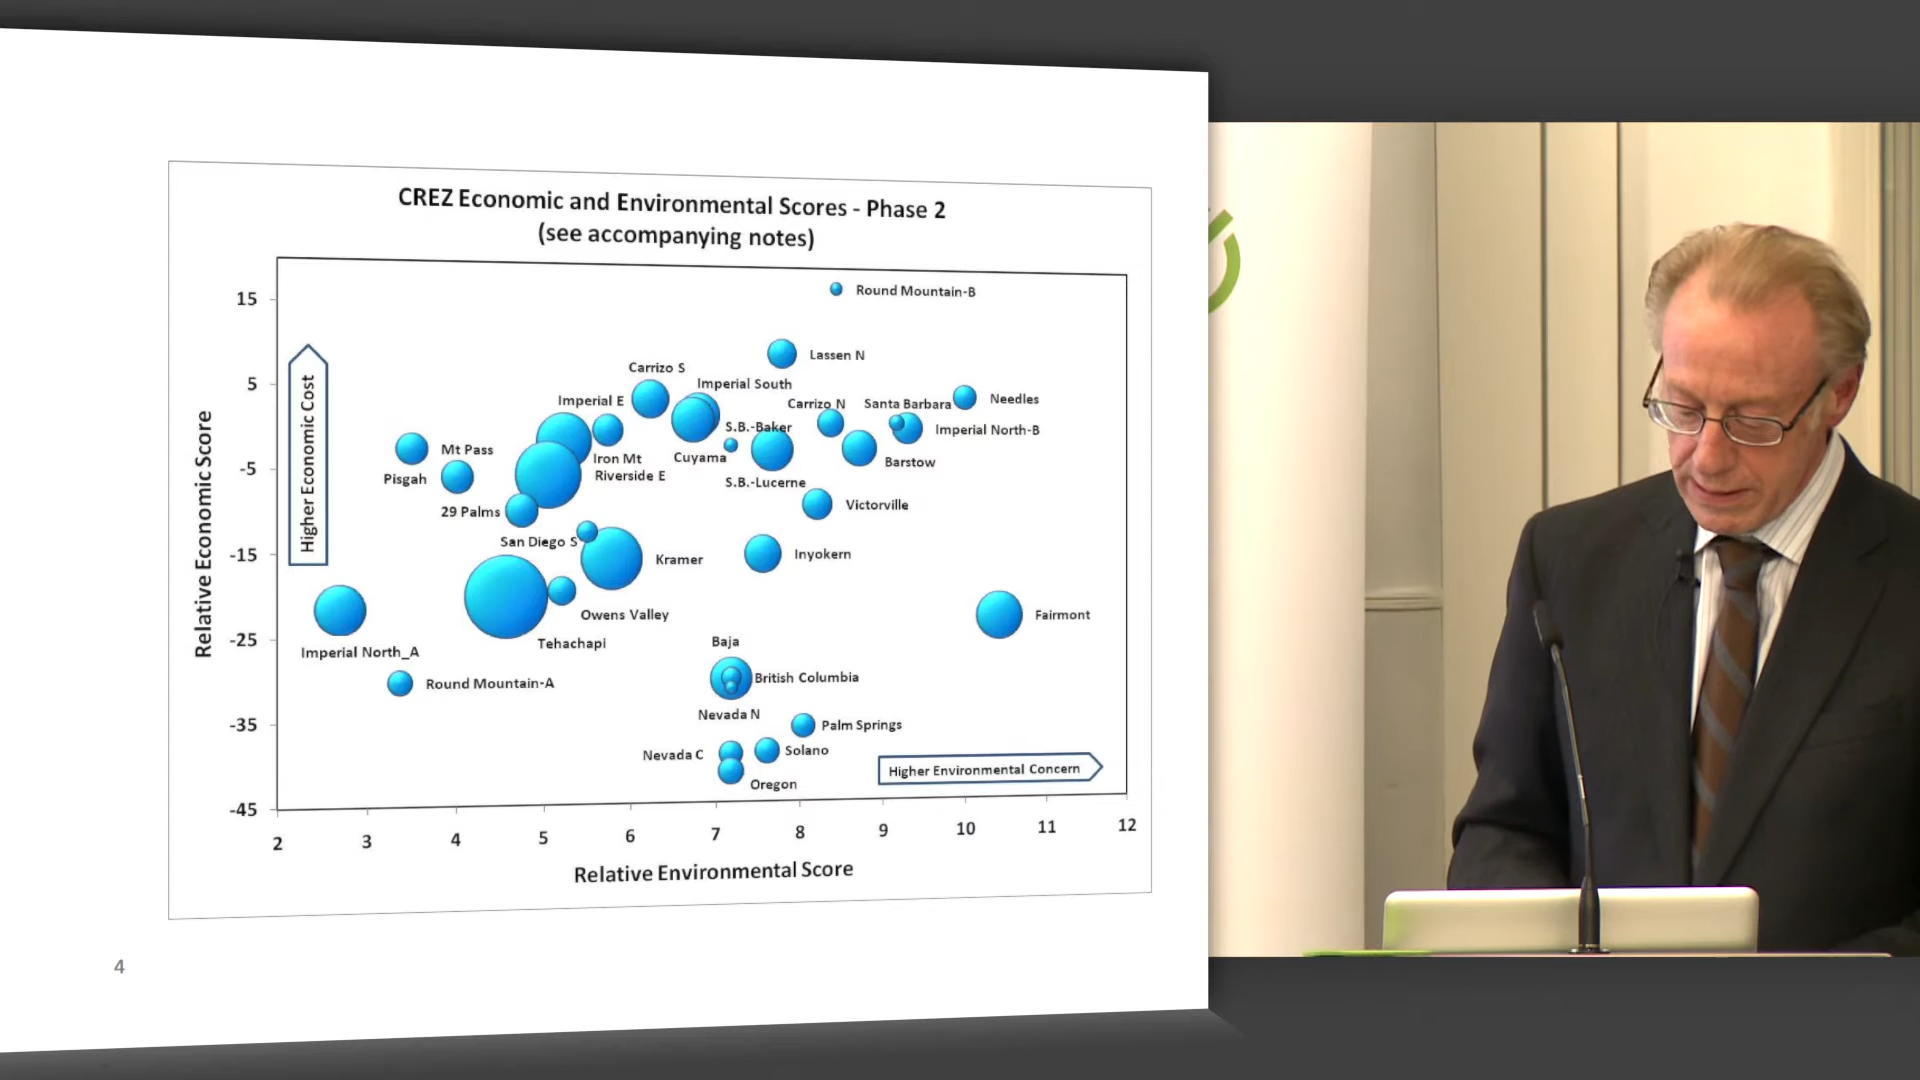 CREZ Economic and Environmental Scores - Phase 2
(see accompanying notes)
15
5
-5
-15
-25
-35
-45
Relative Economic Score
Higher Economic Cost
Round Mountain-B
Lassen N
Carrizo S
Imperial South
Imperial E
Carrizo N
Santa Barbara
Needles
S.B.-Baker
Imperial North-B
Mt Pass
Iron Mt
Cuyama
Barstow
Pisgah
Riverside E
S.B.-Lucerne
29 Palms
Victorville
San Diego S
Kramer
Inyokern
Owens Valley
Fairmont
Tehachapi
Baja
Imperial North_A
Round Mountain-A
British Columbia
Nevada N
Palm Springs
Nevada C
Solano
Oregon
Higher Environmental Concern
2 3 4 5 6 7 8 9 10 11 12
Relative Environmental Score
4